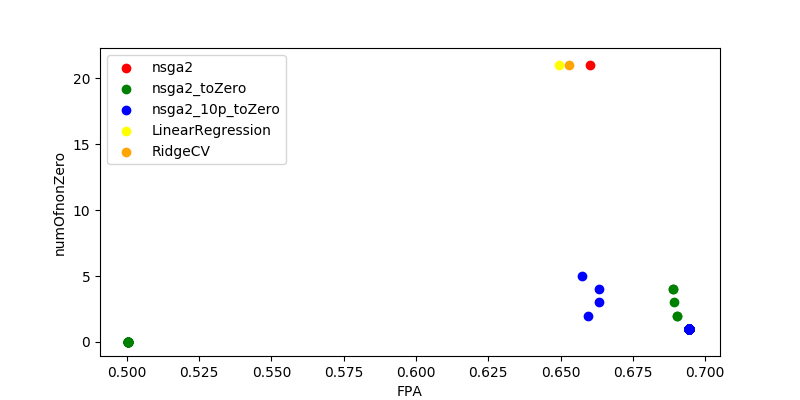 nsga2
nsga2_toZero
nsga2_10p_toZero
LinearRegression
RidgeCV
numOfnonZero
20
15
10
5
0
0.500 0.525 0.550 0.575 0.600 0.625 0.650 0.675 0.700
FPA